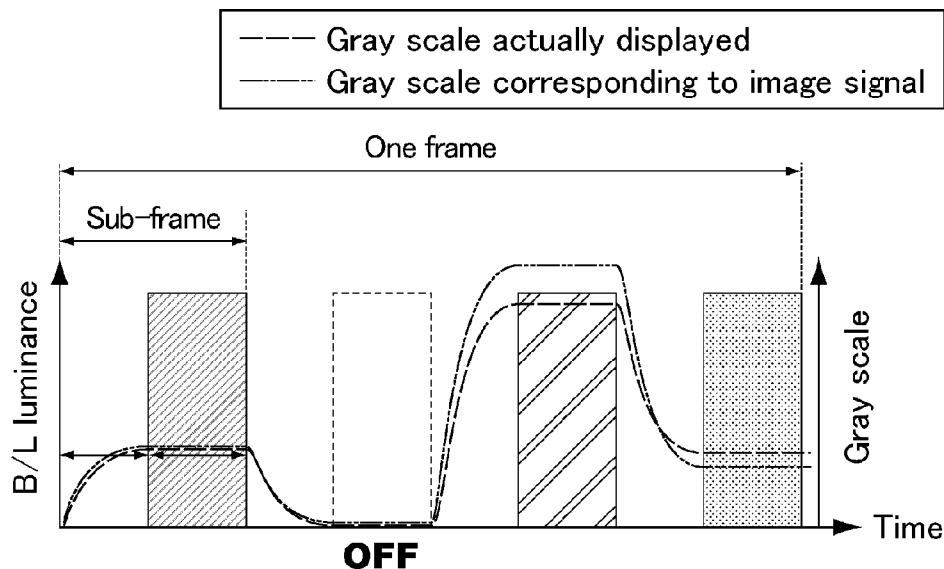 Gray scale actually displayed
Gray scale corresponding to image signal
One frame
Sub-frame
B/L luminance
Gray scale
Time
OFF